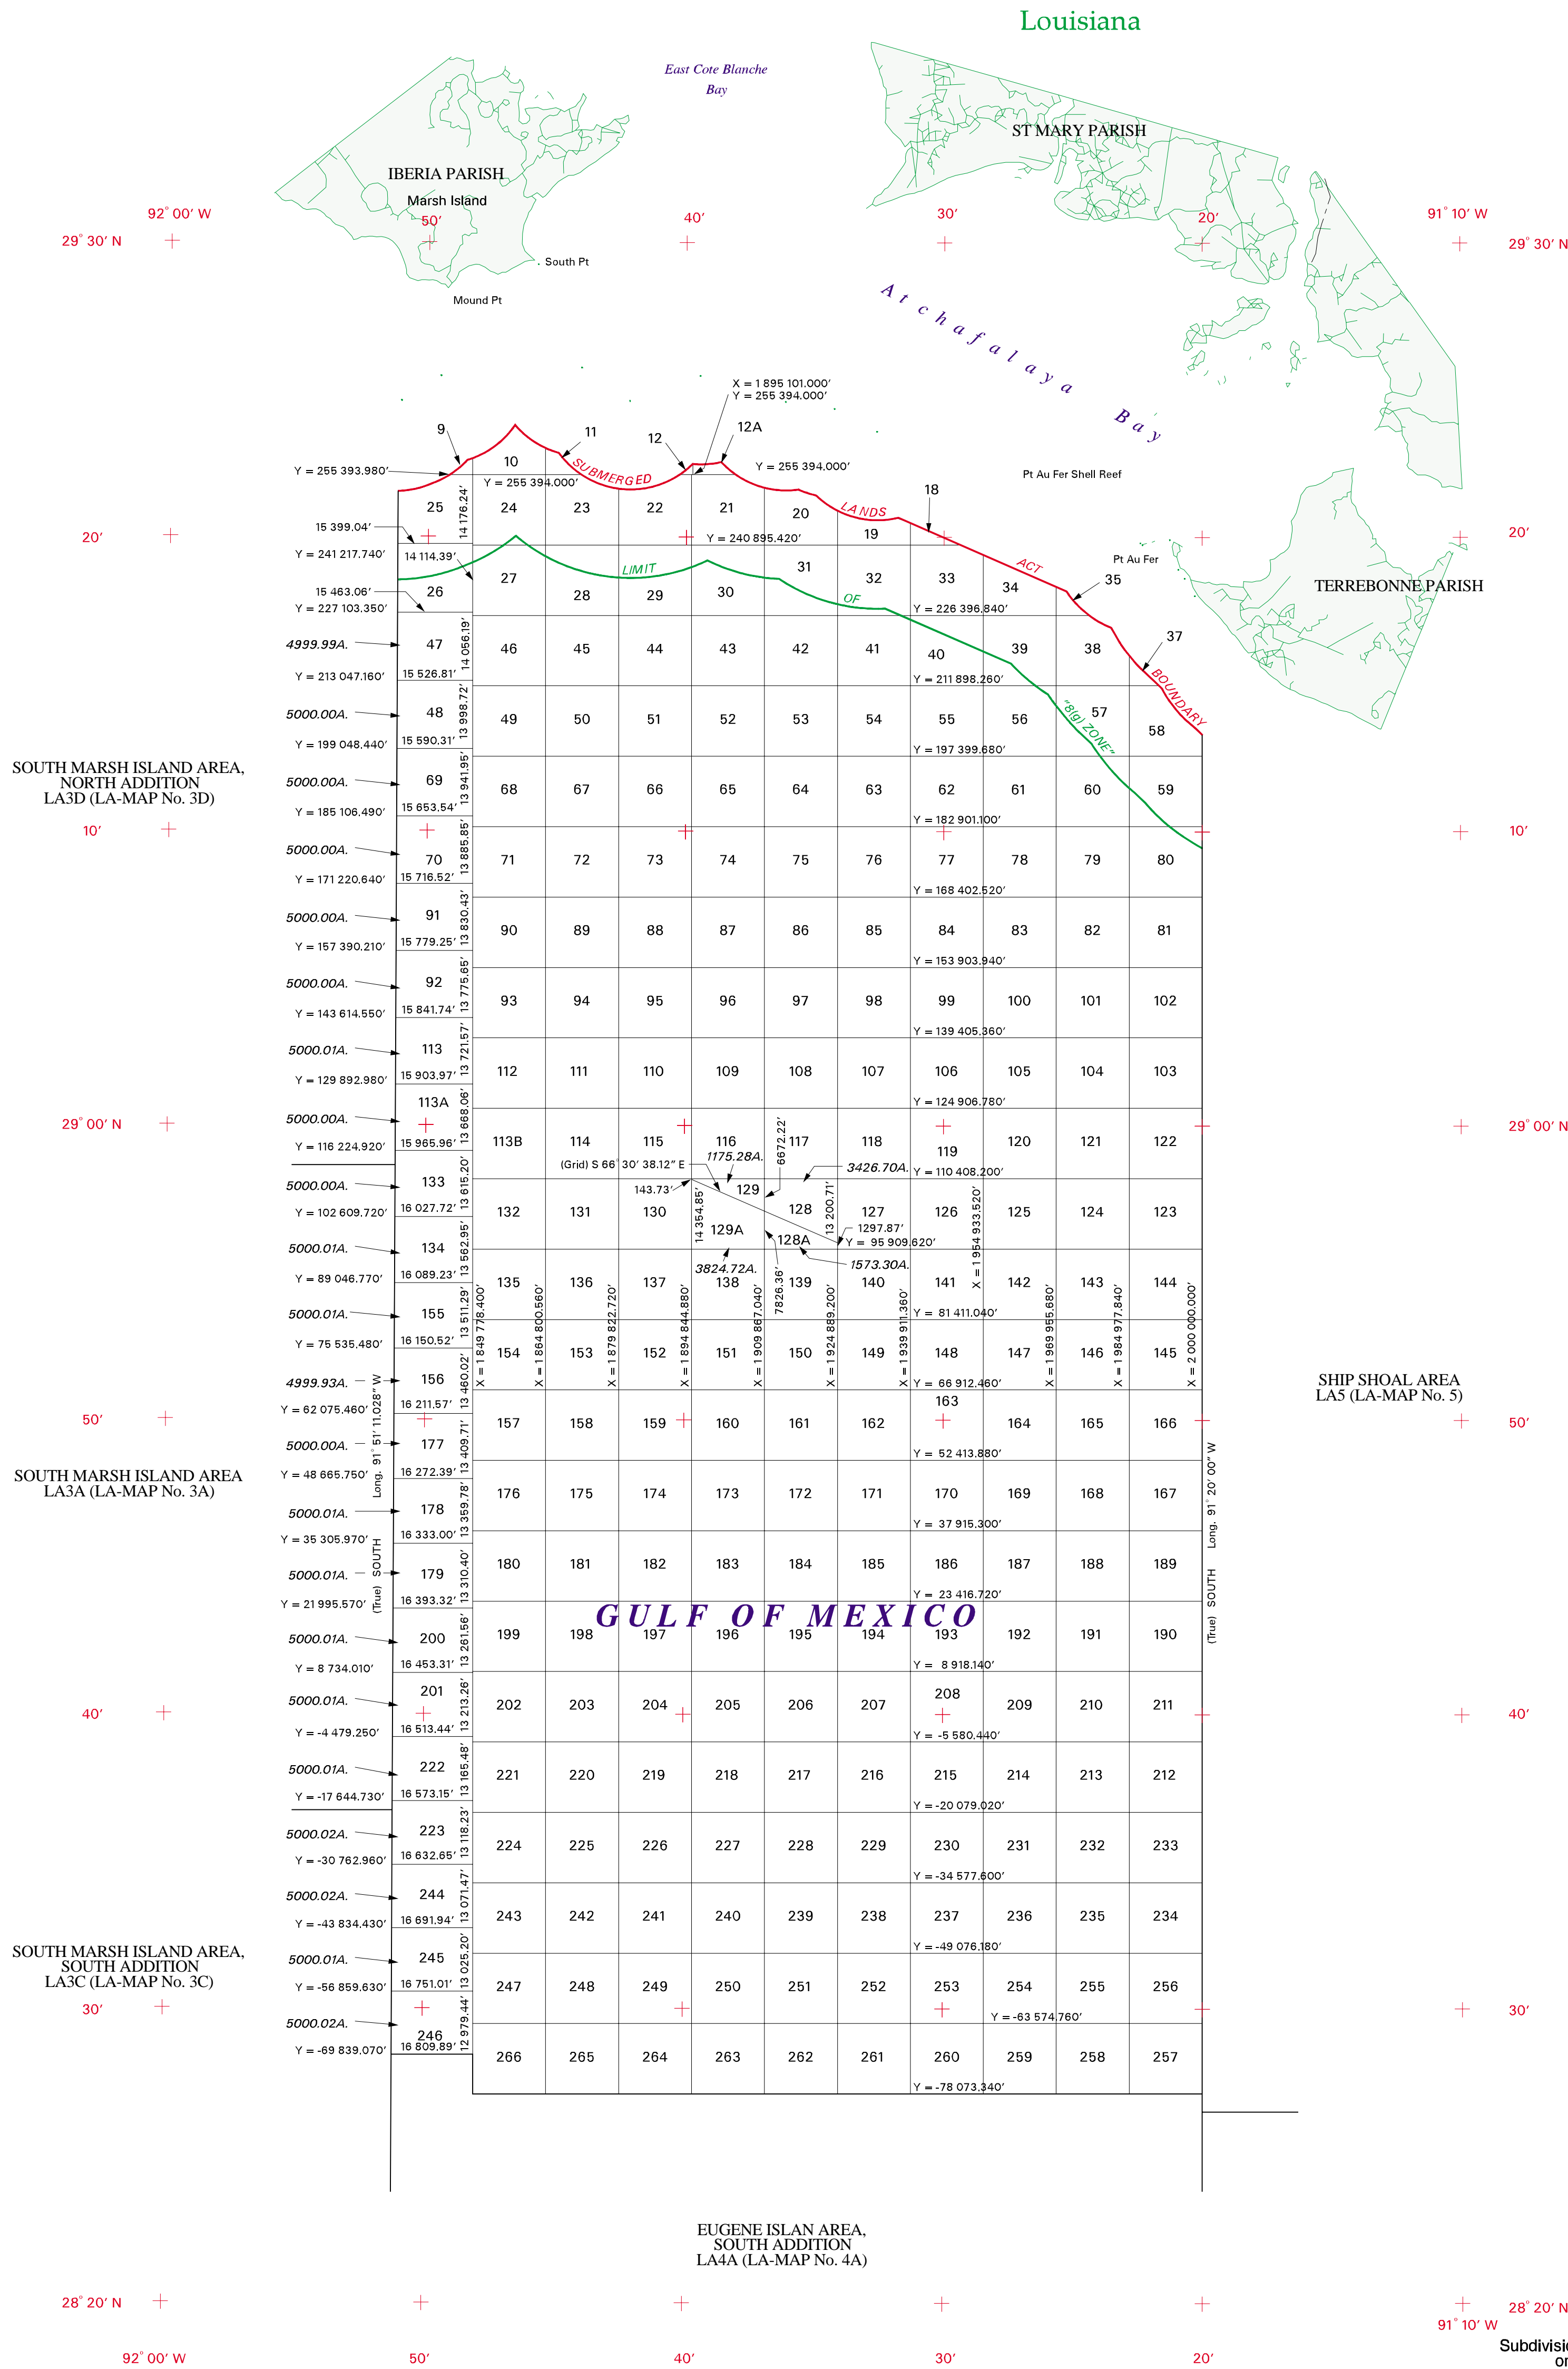 Louisiana
East Cote Blanche
Bay
ST MARY PARISH
IBERIA PARISH
Marsh Island
92° 00' W
50'
40'
30'
20'
91° 10' W
29° 30' N
29° 30' N
South Pt
Mound Pt
Atchafalaya Bay
X = 1 895 101.000'
Y = 255 394.000'
9
11
12
12A
10
SUBMERGED
Y = 255 394.000'
Y = 255 393.980'
Y = 255 394.000'
Pt Au Fer Shell Reef
18
25
14 176.24'
24
23
22
21
20
LANDS
15 399.04'
20'
Y = 240 895.420'
19
20'
Y = 241 217.740'
14 114.39'
ACT
Pt Au Fer
27
LIMIT
31
32
33
34
35
TERREBONNE PARISH
15 463.06'
26
28
29
30
OF
Y = 227 103.350'
Y = 226 396.840'
4999.99A.
47
14 056.19'
46
45
44
43
42
41
40
39
38
37
Y = 213 047.160'
15 526.81'
Y = 211 898.260'
BOUNDARY
5000.00A.
48
13 998.72'
49
50
51
52
53
54
55
56
57
58
"8(g) ZONE"
Y = 199 048.440'
15 590.31'
Y = 197 399.680'
SOUTH MARSH ISLAND AREA,
NORTH ADDITION
LA3D (LA-MAP No. 3D)
5000.00A.
69
13 941.95'
68
67
66
65
64
63
62
61
60
59
Y = 185 106.490'
15 653.54'
Y = 182 901.100'
10'
10'
5000.00A.
70
13 885.85'
71
72
73
74
75
76
77
78
79
80
Y = 171 220.640'
15 716.52'
Y = 168 402.520'
5000.00A.
91
13 830.43'
90
89
88
87
86
85
84
83
82
81
Y = 157 390.210'
15 779.25'
Y = 153 903.940'
5000.00A.
92
13 775.65'
93
94
95
96
97
98
99
100
101
102
Y = 143 614.550'
15 841.74'
Y = 139 405.360'
5000.01A.
113
13 721.57'
112
111
110
109
108
107
106
105
104
103
Y = 129 892.980'
15 903.97'
Y = 124 906.780'
29° 00' N
29° 00' N
5000.00A.
113A
13 668.06'
113B
114
115
116
117
118
119
120
121
122
Y = 116 224.920'
15 965.96'
1175.28A.
6672.22'
(Grid) S 66° 30' 38.12" E
3426.70A.
Y = 110 408.200'
5000.00A.
133
13 615.20'
143.73'
14 354.85'
129
13 200.71'
X = 1 954 933.520'
132
131
130
129A
128
128A
127
126
125
124
123
Y = 102 609.720'
16 027.72'
1297.87'
Y = 95 909.620'
5000.01A.
134
13 562.95'
3824.72A.
7826.36'
1573.30A.
Y = 89 046.770'
16 089.23'
135
136
137
138
139
140
141
142
143
144
Y = 81 411.040'
5000.01A.
155
13 511.29'
Y = 75 535.480'
16 150.52'
X = 1 849 778.400'
X = 1 864 800.560'
X = 1 879 822.720'
X = 1 894 844.880'
X = 1 909 867.040'
X = 1 924 889.200'
X = 1 939 911.360'
X = 1 969 955.680'
X = 1 984 977.840'
X = 2 000 000.000'
154
153
152
151
150
149
148
147
146
145
Y = 66 912.460'
4999.93A.
156
13 460.02'
Y = 62 075.460'
16 211.57'
SHIP SHOAL AREA
LA5 (LA-MAP No. 5)
50'
50'
157
158
159
160
161
162
163
164
165
166
Y = 52 413.880'
5000.00A.
177
13 409.71'
Y = 48 665.750'
16 272.39'
SOUTH MARSH ISLAND AREA
LA3A (LA-MAP No. 3A)
(True) SOUTH Long. 91° 51' 11.028" W
(True) SOUTH Long. 91° 20' 00" W
176
175
174
173
172
171
170
169
168
167
Y = 37 915.300'
5000.01A.
178
13 359.78'
Y = 35 305.970'
16 333.00'
180
181
182
183
184
185
186
187
188
189
Y = 23 416.720'
5000.01A.
179
13 310.40'
Y = 21 995.570'
16 393.32'
GULF OF MEXICO
5000.01A.
200
13 261.56'
199
198
197
196
195
194
193
192
191
190
Y = 8 734.010'
16 453.31'
Y = 8 918.140'
5000.01A.
201
13 213.26'
202
203
204
205
206
207
208
209
210
211
40'
40'
Y = -4 479.250'
16 513.44'
Y = -5 580.440'
5000.01A.
222
13 165.48'
221
220
219
218
217
216
215
214
213
212
Y = -17 644.730'
16 573.15'
Y = -20 079.020'
5000.02A.
223
13 118.23'
224
225
226
227
228
229
230
231
232
233
Y = -30 762.960'
16 632.65'
Y = -34 577.600'
5000.02A.
244
13 071.47'
243
242
241
240
239
238
237
236
235
234
Y = -43 834.430'
16 691.94'
Y = -49 076.180'
SOUTH MARSH ISLAND AREA,
SOUTH ADDITION
LA3C (LA-MAP No. 3C)
5000.01A.
245
13 025.20'
247
248
249
250
251
252
253
254
255
256
Y = -56 859.630'
16 751.01'
30'
30'
Y = -63 574.760'
5000.02A.
246
12 979.44'
Y = -69 839.070'
16 809.89'
266
265
264
263
262
261
260
259
258
257
Y = -78 073.340'
EUGENE ISLAN AREA,
SOUTH ADDITION
LA4A (LA-MAP No. 4A)
28° 20' N
28° 20' N
91° 10' W
92° 00' W
50'
40'
30'
20'
Subdivisi
or